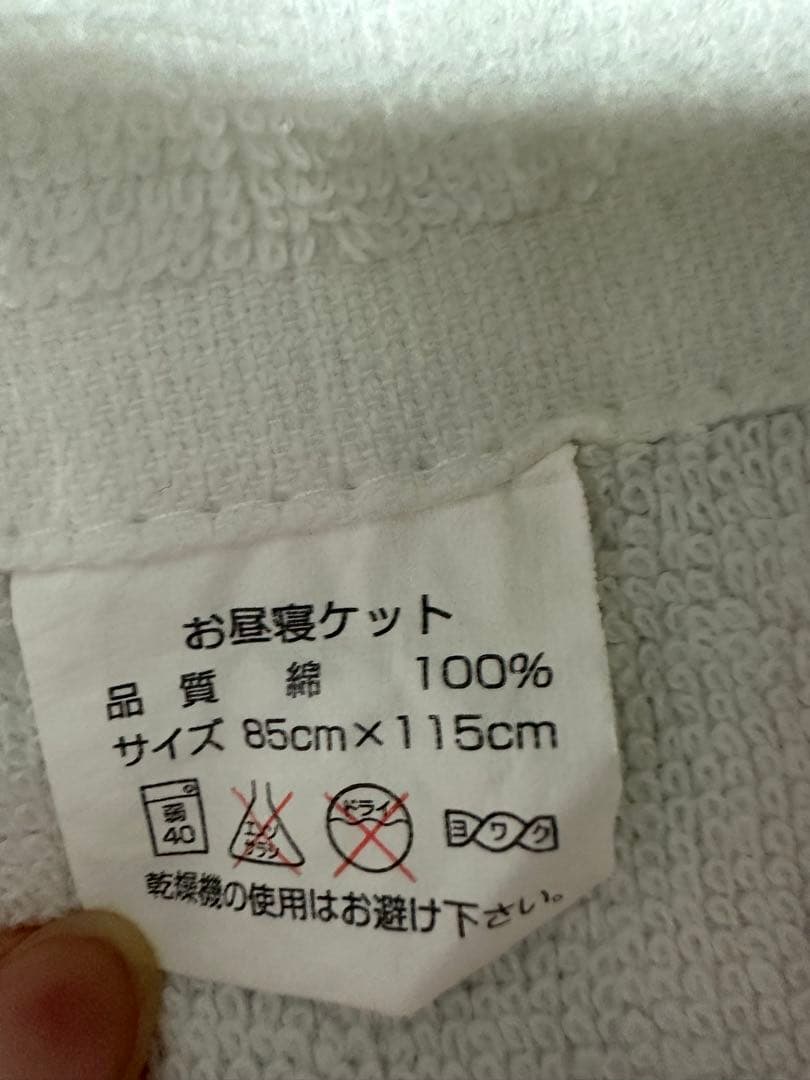 お昼寝ケット
品 質 綿 100%
サイズ 85cm×115cm
弱
40
エンソ
サラシ
ドライ
ヨワク
乾燥機の使用はお避け下さい。